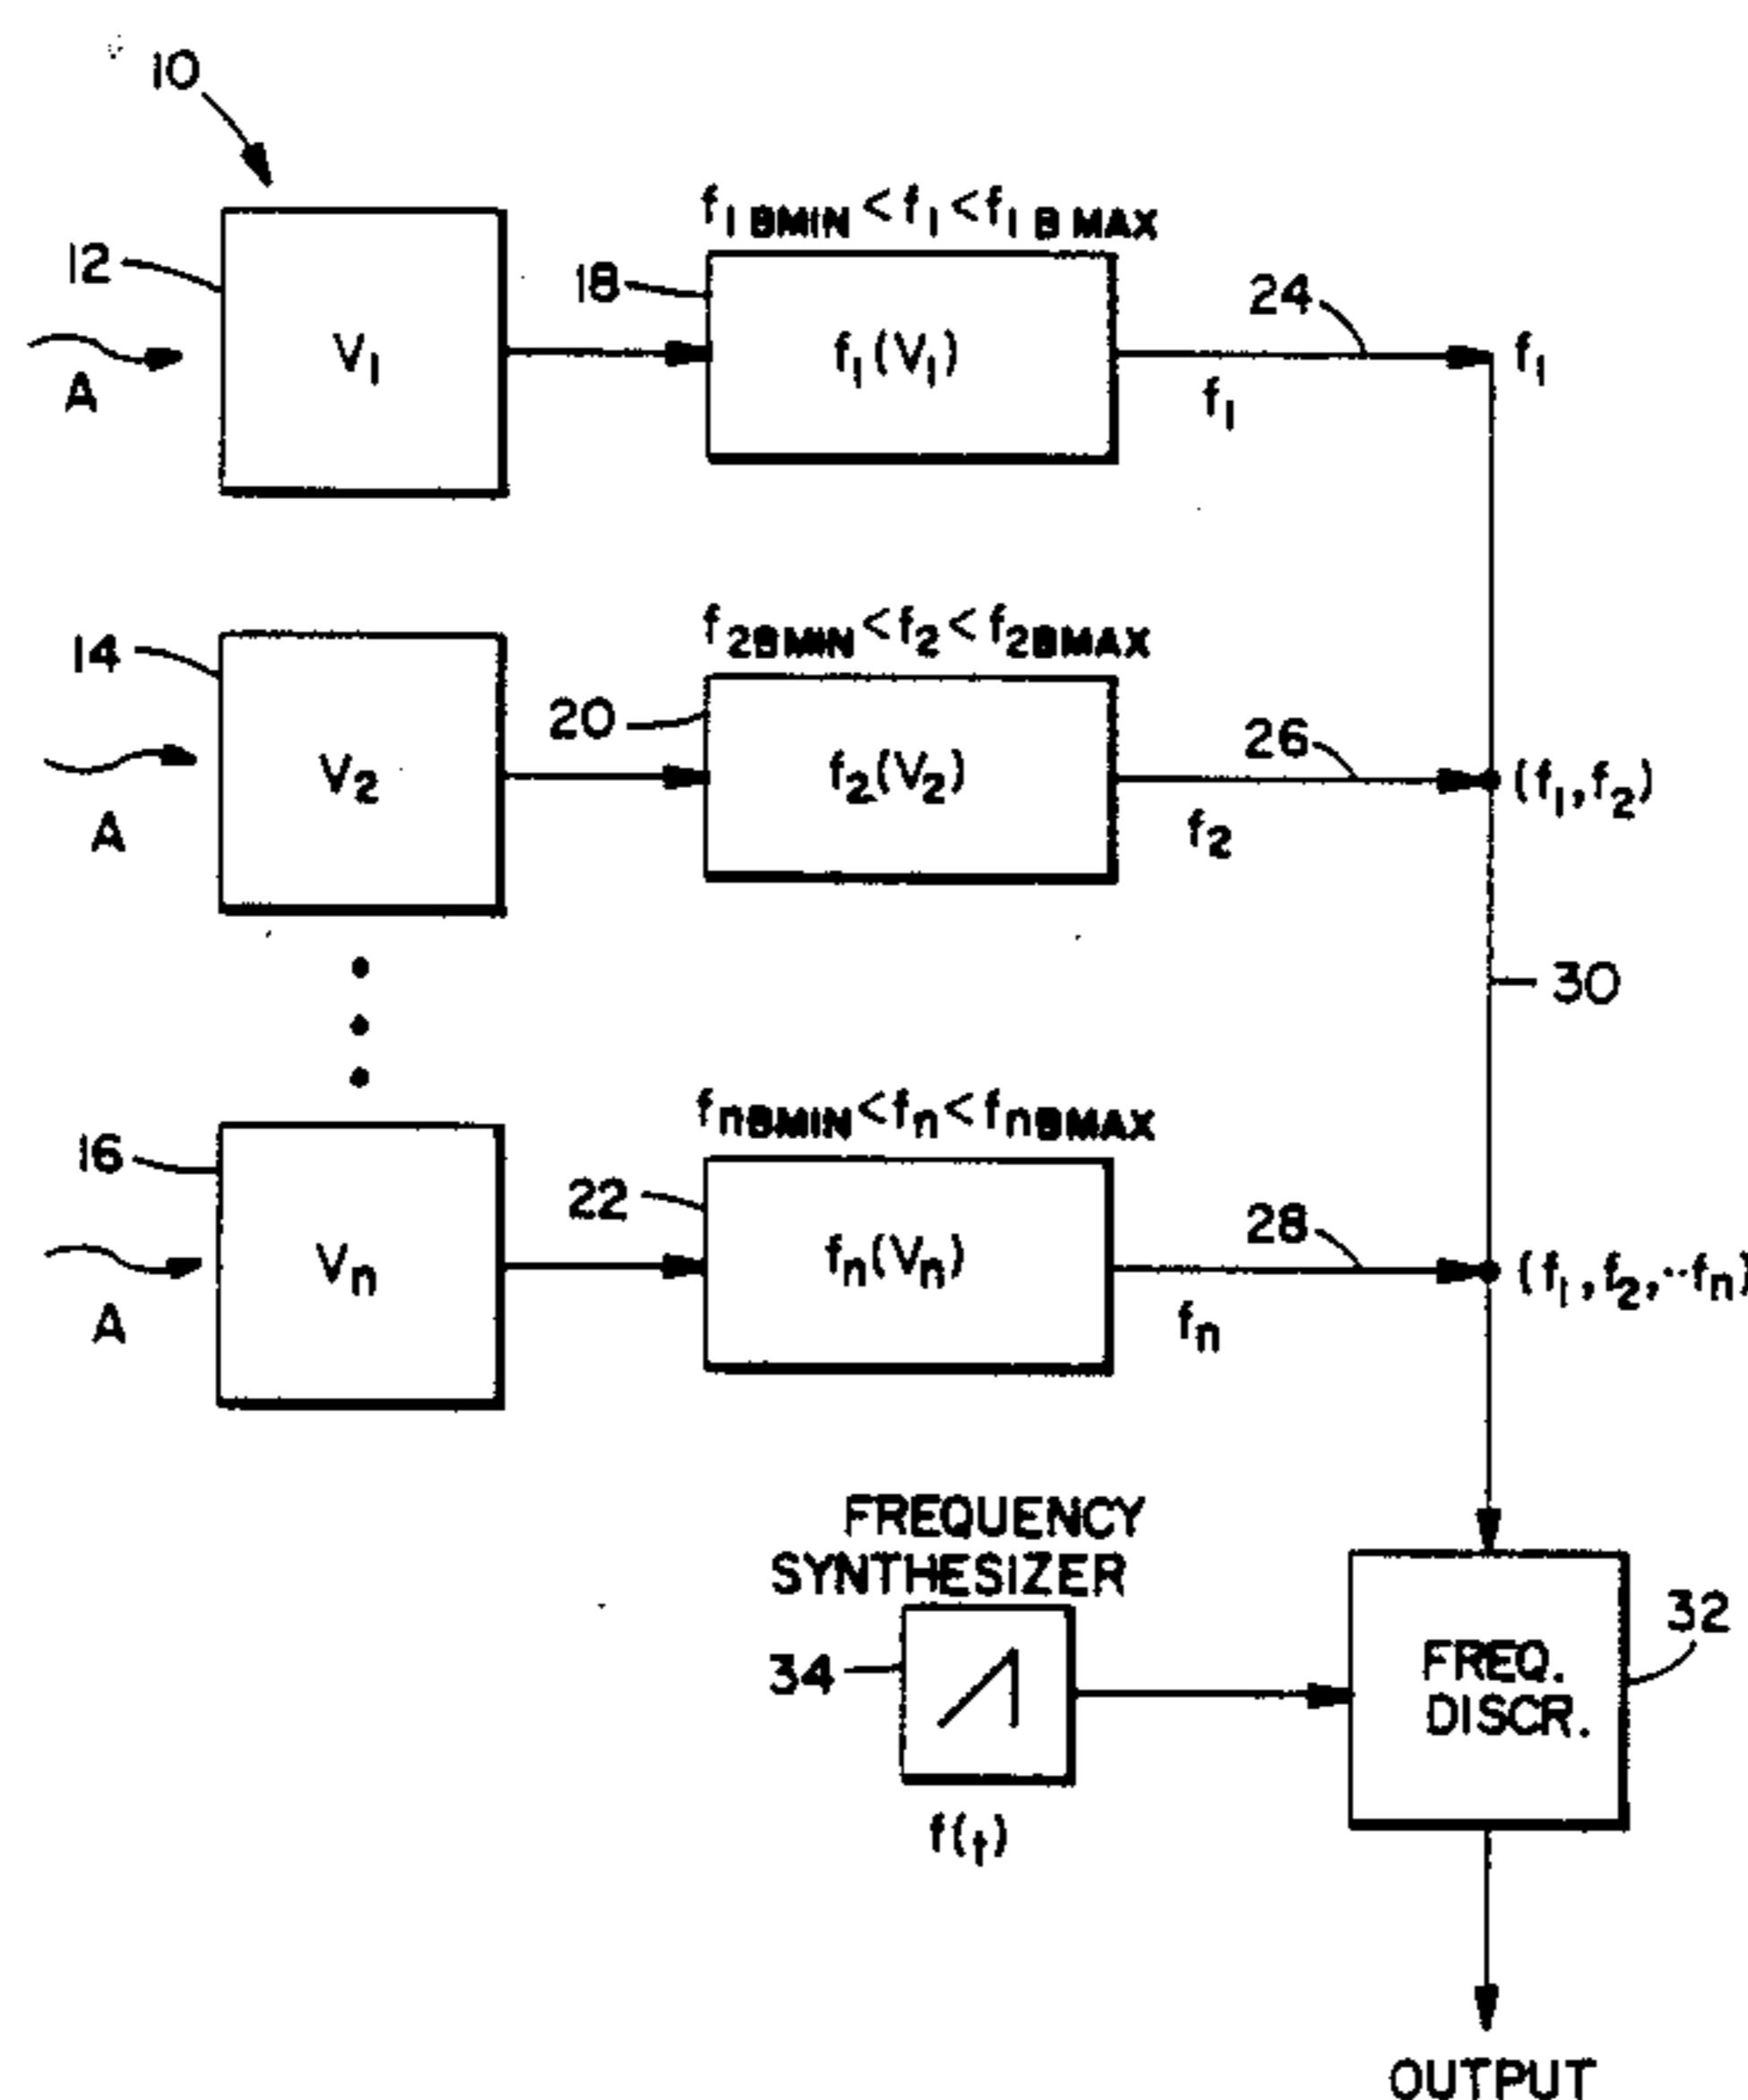 10
f₁ BMIN < f₁ < f₁ B MAX
12
18
24
V₁
f₁(V₁)
f₁
A
f₁
f₂BMIN < f₂ < f₂BMAX
14
20
26
V₂
f₂(V₂)
(f₁,f₂)
A
f₂
30
fnBMIN < fn < fnBMAX
16
22
28
Vn
fn(Vn)
(f₁,f₂,··fn)
A
fn
FREQUENCY
SYNTHESIZER
32
34
FREQ.
DISCR.
f(t)
OUTPUT